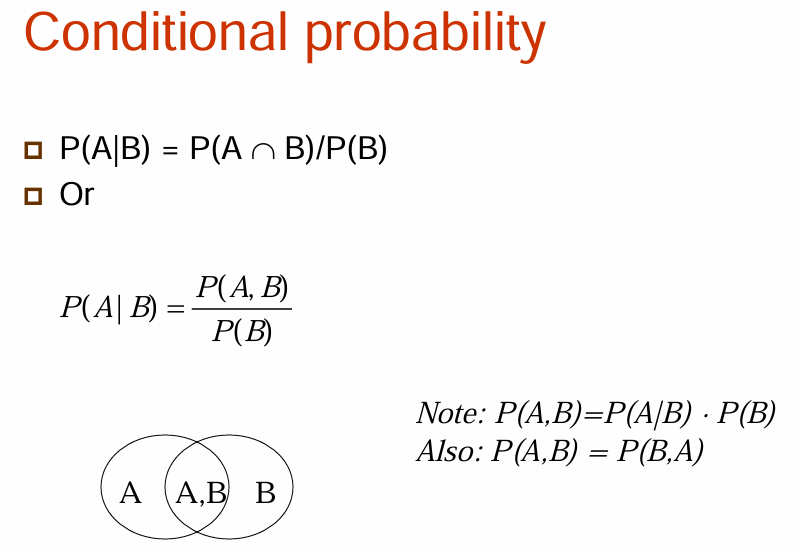 Conditional probability
P(A|B) = P(A ∩ B)/P(B)
Or
P(A | B) = P(A, B) / P(B)
Note: P(A,B)=P(A|B) · P(B)
Also: P(A,B) = P(B,A)
A A,B B